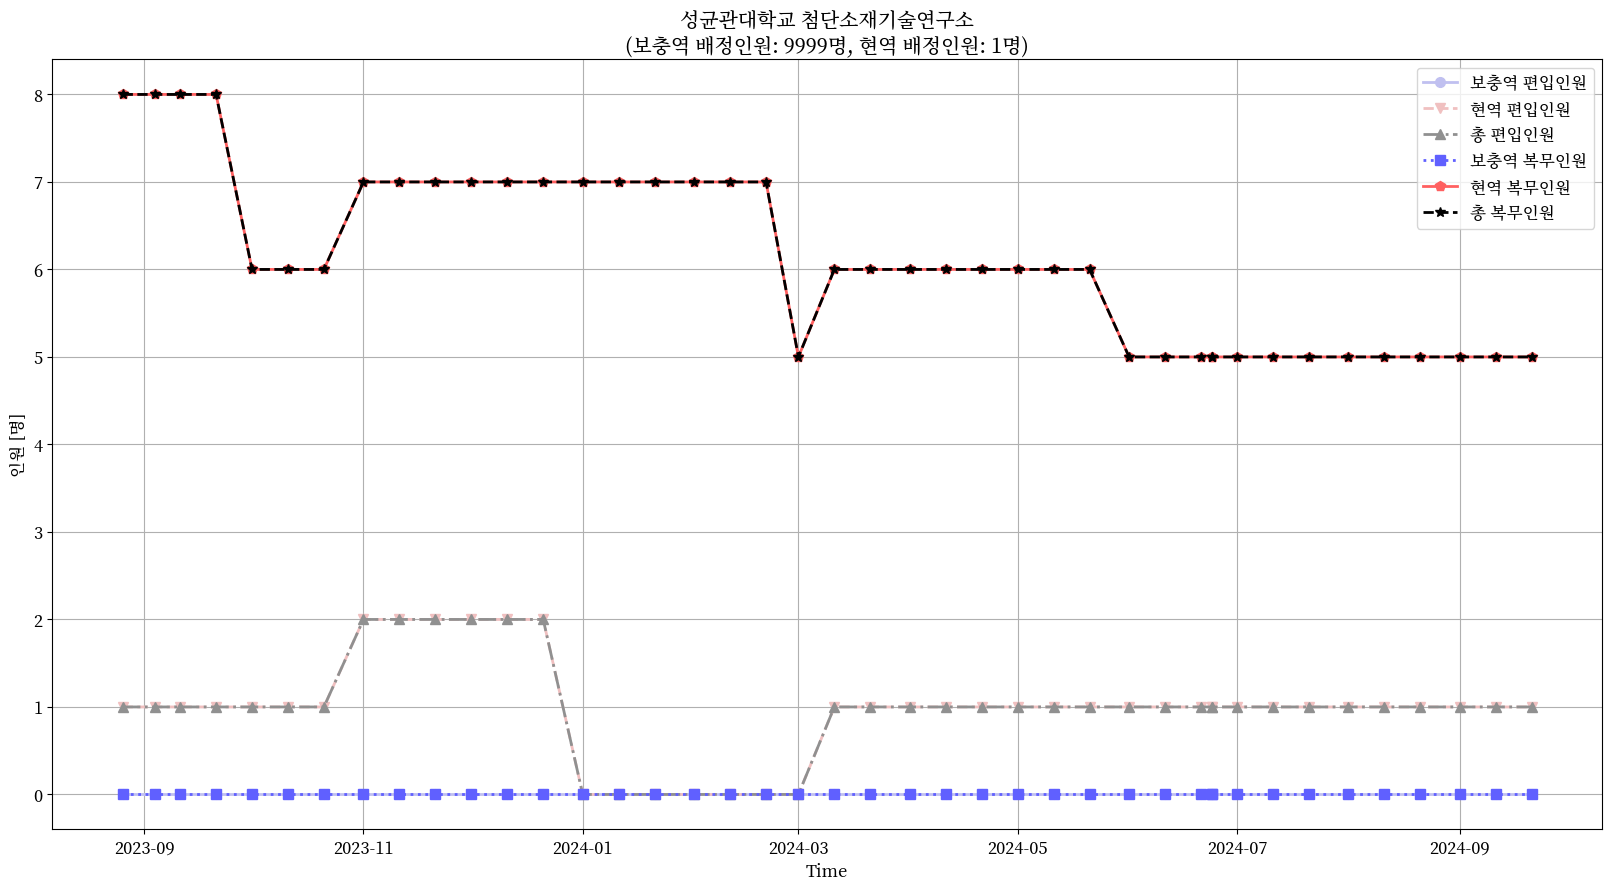 성균관대학교 첨단소재기술연구소
(보충역 배정인원: 9999명, 현역 배정인원: 1명)
보충역 편입인원
현역 편입인원
총 편입인원
보충역 복무인원
현역 복무인원
총 복무인원
인원 [명]
8
7
6
5
4
3
2
1
0
2023-09
2023-11
2024-01
2024-03
2024-05
2024-07
2024-09
Time